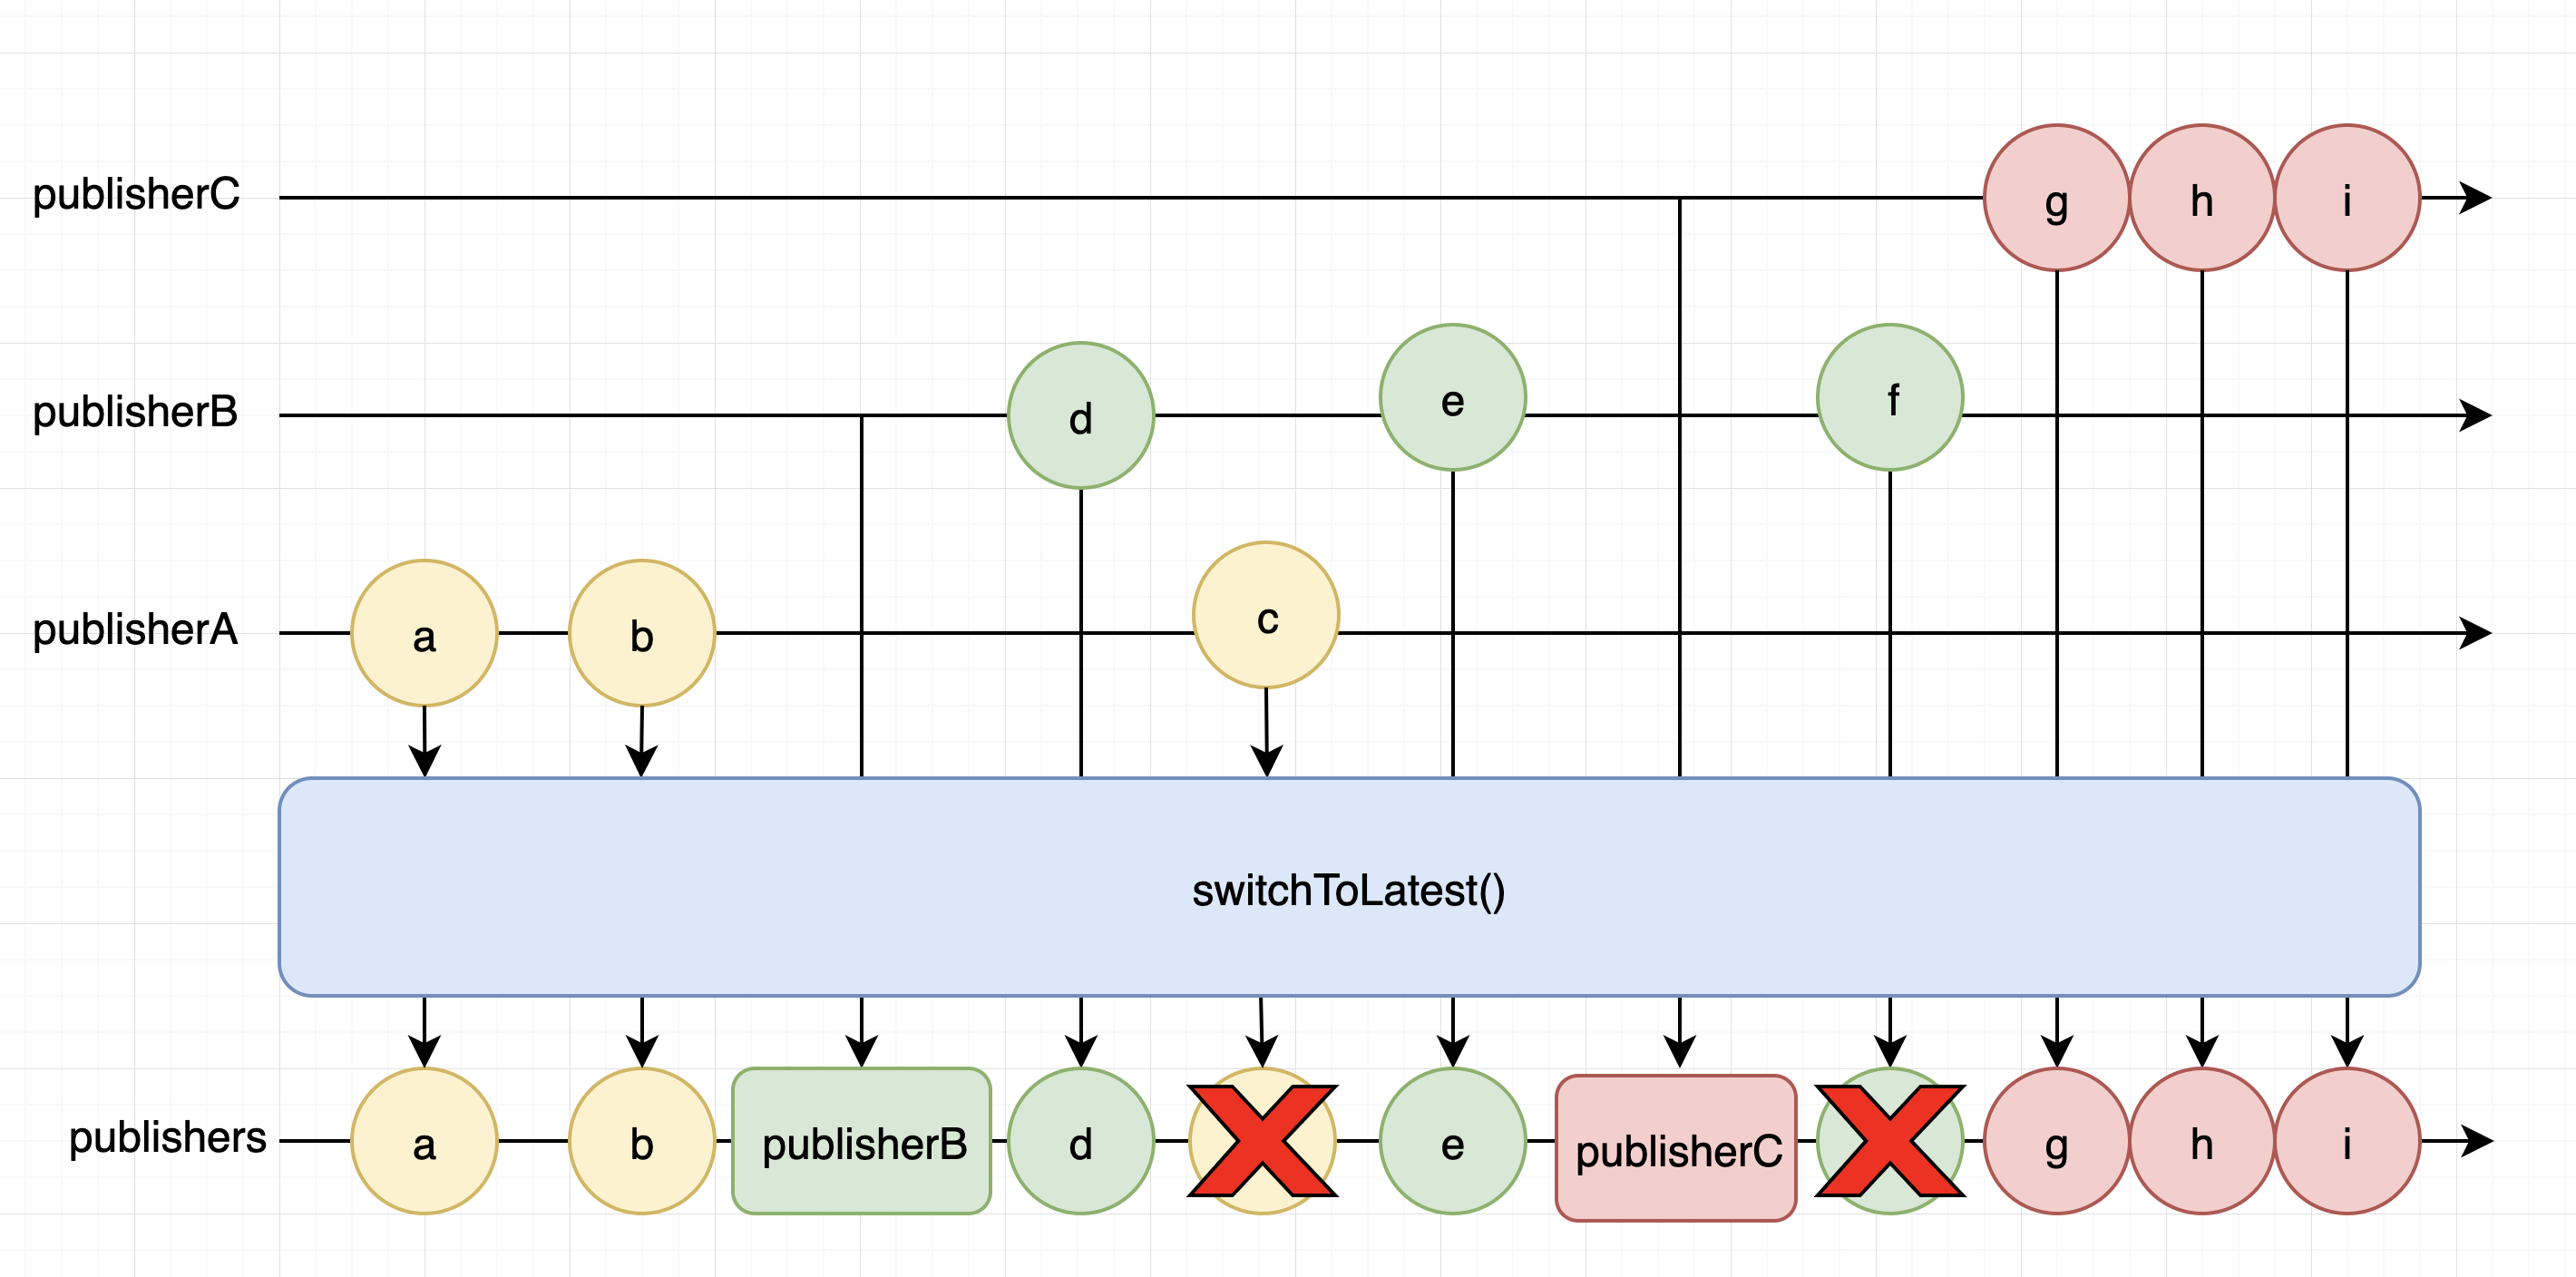 publisherC
g
h
i
publisherB
d
e
f
publisherA
a
b
c
switchToLatest()
publishers
a
b
publisherB
d
e
publisherC
g
h
i